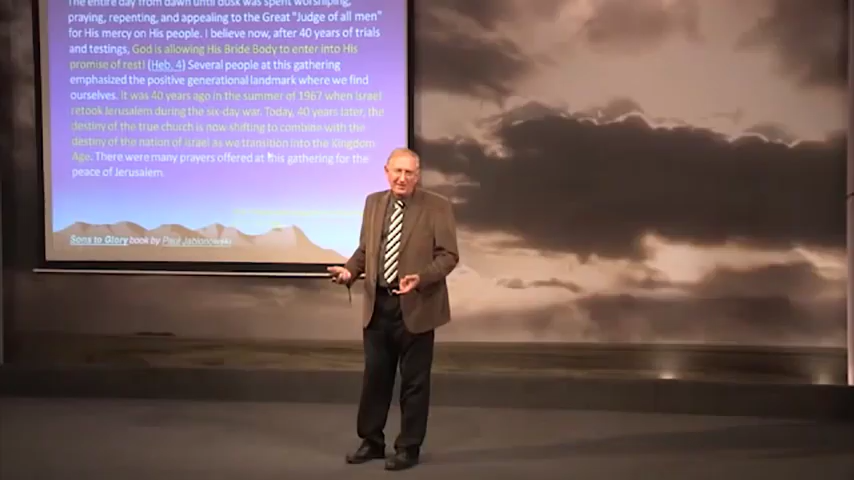 The entire day from dawn until dusk was spent worshiping,
praying, repenting, and appealing to the Great "Judge of all men"
for His mercy on His people. I believe now, after 40 years of trials
and testings, God is allowing His Bride Body to enter into His
promise of rest! (Heb. 4) Several people at this gathering
emphasized the positive generational landmark where we find
ourselves. It was 40 years ago in the summer of 1967 when Israel
retook Jerusalem during the six-day war. Today, 40 years later, the
destiny of the true church is now shifting to combine with the
destiny of the nation of Israel as we transition into the Kingdom
Age. There were many prayers offered at this gathering for the
peace of Jerusalem.
Sons to Glory book by Paul Jablonowski